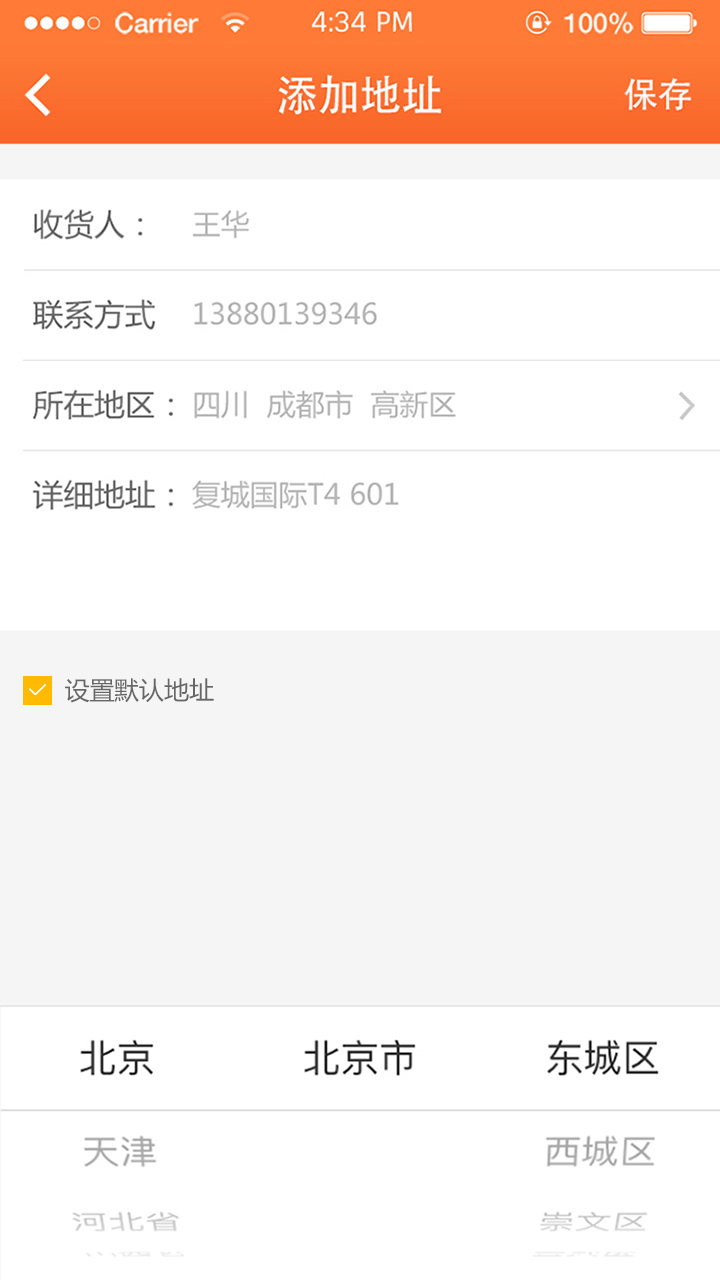 Carrier 4:34 PM 100%
添加地址 保存
收货人： 王华
联系方式 13880139346
所在地区： 四川 成都市 高新区
详细地址： 复城国际T4 601
设置默认地址
北京 北京市 东城区
天津 西城区
河北省 崇文区